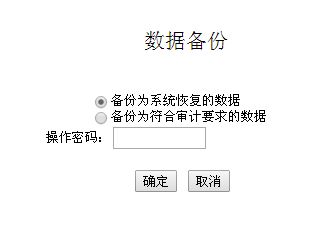 数据备份
备份为系统恢复的数据
备份为符合审计要求的数据
操作密码：
确定 取消